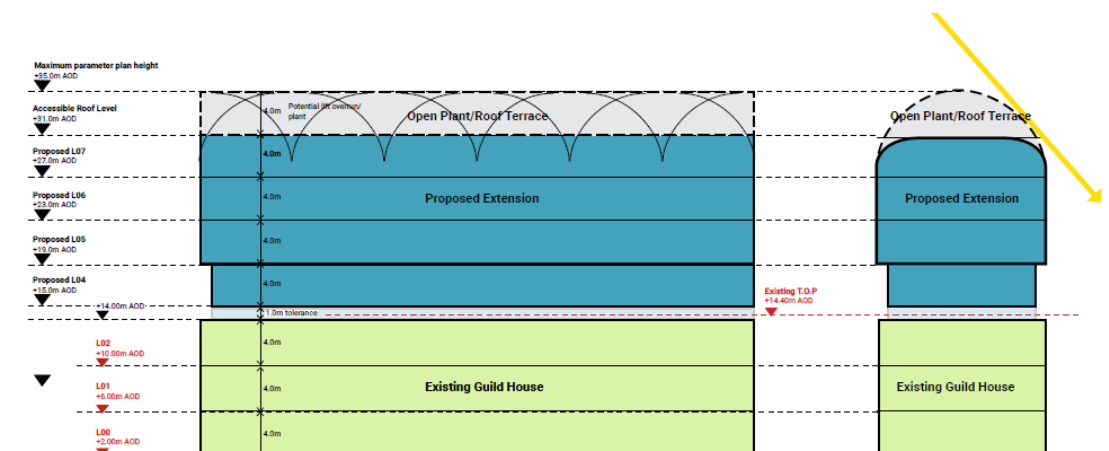 Maximum parameter plan height
+35.0m AOD
Accessible Roof Level
+31.0m AOD
4.0m
Potential lift overrun/
plant
Open Plant/Roof Terrace
Open Plant/Roof Terrace
Proposed L07
+27.0m AOD
4.0m
Proposed L06
+23.0m AOD
4.0m
Proposed Extension
Proposed Extension
Proposed L05
+19.0m AOD
4.0m
Proposed L04
+15.0m AOD
4.0m
Existing T.O.P
+14.40m AOD
+14.00m AOD
1.0m tolerance
L02
+10.00m AOD
4.0m
L01
+6.00m AOD
4.0m
Existing Guild House
Existing Guild House
L00
+2.00m AOD
4.0m